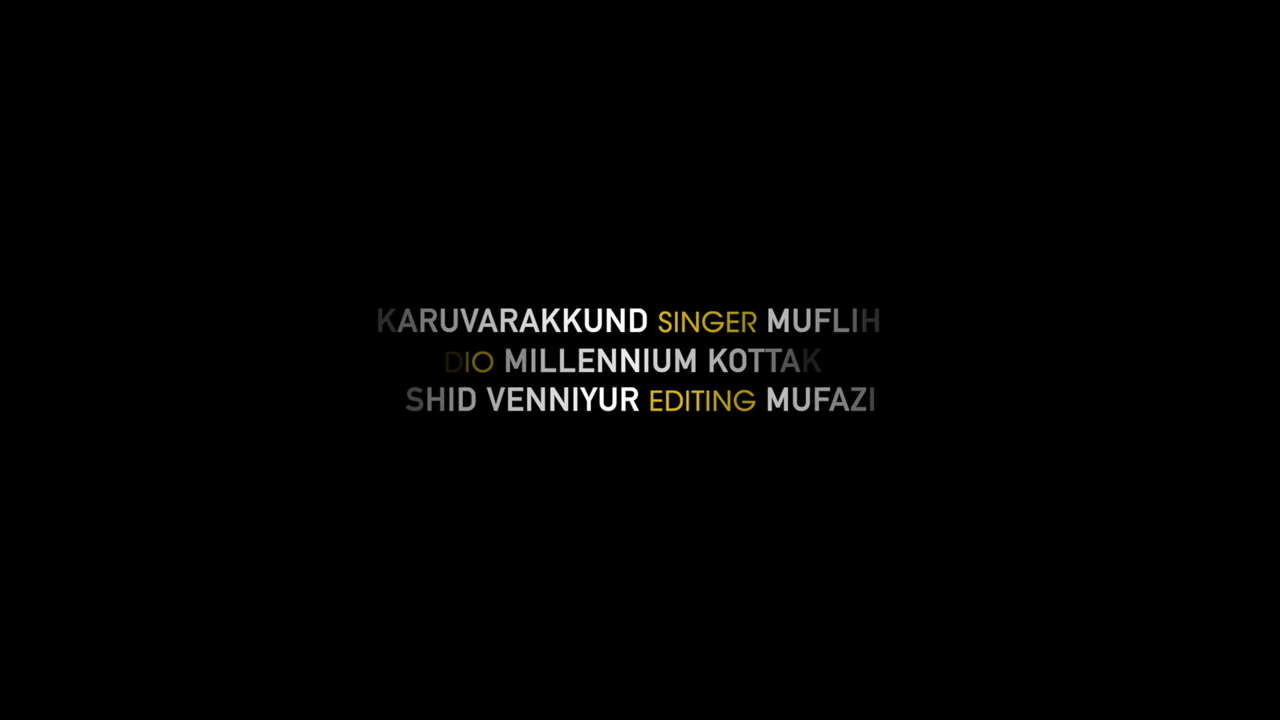 KARUVARAKKUND SINGER MUFLIH
DIO MILLENNIUM KOTTAK
SHID VENNIYUR EDITING MUFAZI